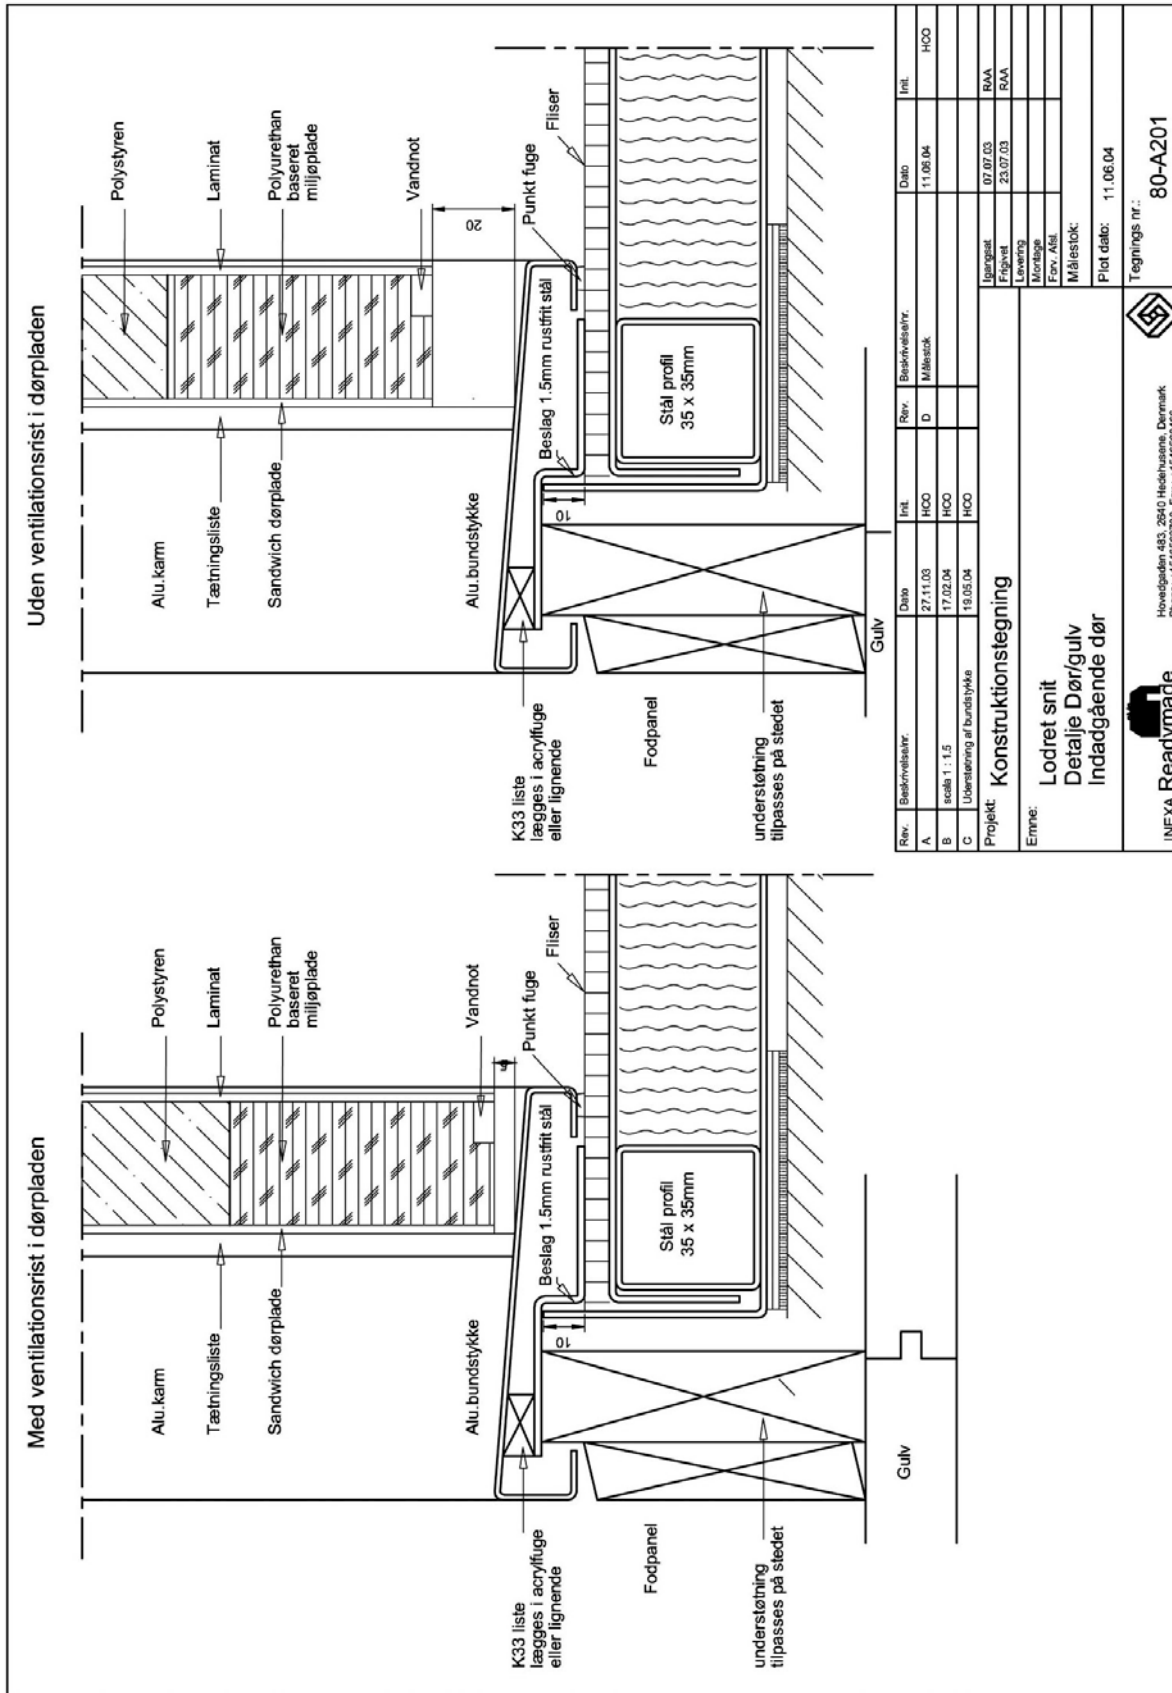 Med ventilationsrist i dørpladen
Alu.karm
Tætningsliste
Sandwich dørplade
Alu.bundstykke
K33 liste
lægges i acrylfuge
eller lignende
Fodpanel
understøtning
tilpasses på stedet
Gulv
Polystyren
Laminat
Polyurethan
baseret
miljøplade
Vandnot
5
Punkt fuge
Fliser
Beslag 1.5mm rustfrit stål
10
Stål profil
35 x 35mm
Uden ventilationsrist i dørpladen
Alu.karm
Tætningsliste
Sandwich dørplade
Alu.bundstykke
K33 liste
lægges i acrylfuge
eller lignende
Fodpanel
understøtning
tilpasses på stedet
Gulv
Polystyren
Laminat
Polyurethan
baseret
miljøplade
Vandnot
20
Punkt fuge
Fliser
Beslag 1.5mm rustfrit stål
10
Stål profil
35 x 35mm
Rev. Beskrivelse/nr. Dato Init. Rev. Beskrivelse/nr. Dato Init.
A 27.11.03 HCO D Målestok 11.06.04 HCO
B scala 1 : 1.5 17.02.04 HCO
C Understøtning af bundstykke 19.05.04 HCO
Projekt: Konstruktionstegning
Igangsat 07.07.03 RAA
Frigivet 23.07.03 RAA
Levering
Montage
Forv. Afsl.
Emne:
Lodret snit
Detalje Dør/gulv
Indadgående dør
Målestok:
Plot dato: 11.06.04
INEXA Readymade
Hovedgaden 483, 2640 Hedehusene, Denmark
Tegnings nr.:
80-A201